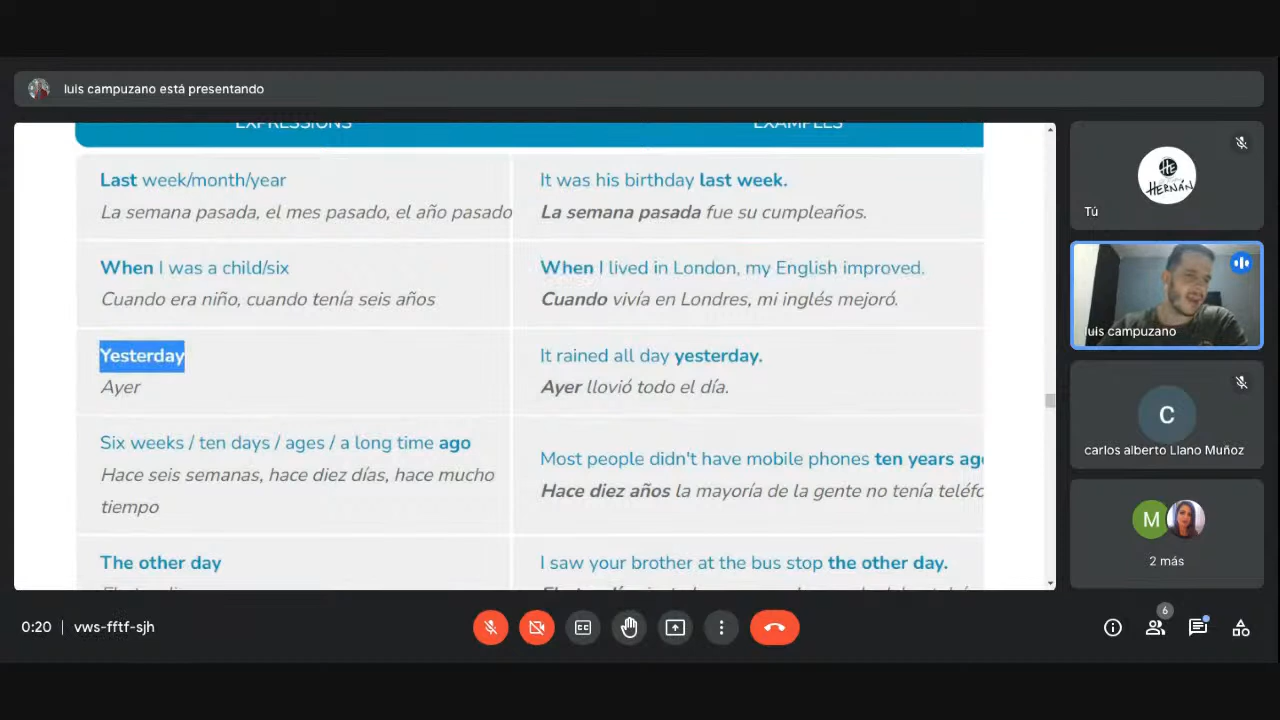 luis campuzano está presentando
EXPRESSIONS
EXAMPLES
Last week/month/year
La semana pasada, el mes pasado, el año pasado
It was his birthday last week.
La semana pasada fue su cumpleaños.
When I was a child/six
Cuando era niño, cuando tenía seis años
When I lived in London, my English improved.
Cuando vivía en Londres, mi inglés mejoró.
Yesterday
Ayer
It rained all day yesterday.
Ayer llovió todo el día.
Six weeks / ten days / ages / a long time ago
Hace seis semanas, hace diez días, hace mucho
tiempo
Most people didn't have mobile phones ten years ago
Hace diez años la mayoría de la gente no tenía teléfo
The other day
I saw your brother at the bus stop the other day.
HE
HERNÁN
Tú
luis campuzano
C
carlos alberto Llano Muñoz
M
2 más
0:20 | vws-fftf-sjh
6